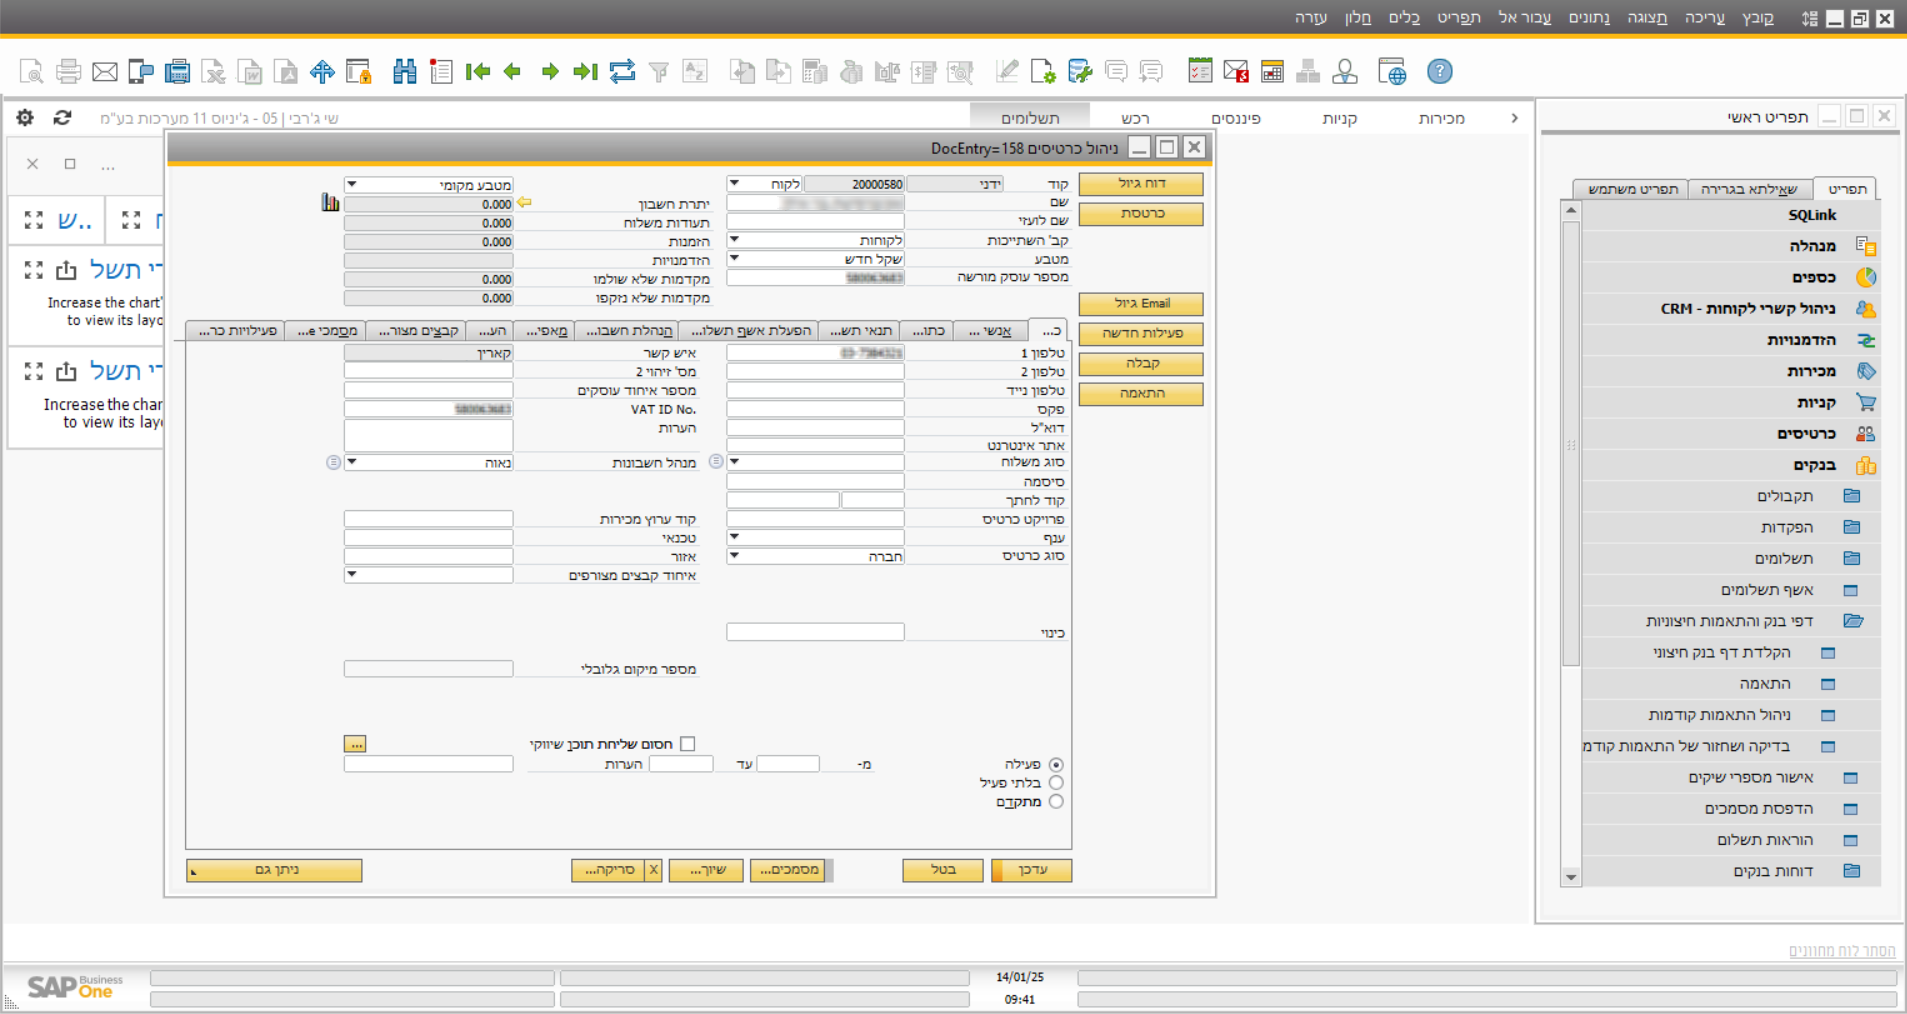 קובץ עריכה תצוגה נתונים עבור אל תפריט כלים חלון עזרה
שי ג'רבי | 05 - ג'יניוס 11 מערכות בע"מ
תשלומים רכש פיננסים קניות מכירות
תפריט ראשי
תפריט שאילתא בגרירה תפריט משתמש
SQLink
מנהלה
כספים
ניהול קשרי לקוחות - CRM
הזדמנויות
מכירות
קניות
כרטיסים
בנקים
תקבולים
הפקדות
תשלומים
אשף תשלומים
דפי בנק והתאמות חיצוניות
הקלדת דף בנק חיצוני
התאמה
ניהול התאמות קודמות
בדיקה ושחזור של התאמות קודמ
אישור מספרי שיקים
הדפסת מסמכים
הוראות תשלום
דוחות בנקים
הסתר לוח מחוונים
ניהול כרטיסים DocEntry=158
דוח גיול
כרטסת
Email גיול
פעילות חדשה
קבלה
התאמה
קוד ידני 20000580 לקוח
שם
שם לועזי
קב' השתייכות לקוחות
מטבע שקל חדש
מספר עוסק מורשה
מטבע מקומי
יתרת חשבון 0.000
תעודות משלוח 0.000
הזמנות 0.000
הזדמנויות
מקדמות שלא שולמו 0.000
מקדמות שלא נזקפו 0.000
כ... אנשי ... כתו... תנאי תש... הפעלת אשף תשלו... הנהלת חשבו... מאפי... הע... קבצים מצור... מסמכי e... פעילויות כר...
טלפון 1
טלפון 2
טלפון נייד
פקס
דוא"ל
אתר אינטרנט
סוג משלוח
סיסמה
קוד לחתך
פרויקט כרטיס
ענף
סוג כרטיס חברה
כינוי
איש קשר קארין
מס' זיהוי 2
מספר איחוד עוסקים
VAT ID No.
הערות
מנהל חשבונות נאוה
קוד ערוץ מכירות
טכנאי
אזור
איחוד קבצים מצורפים
מספר מיקום גלובלי
חסום שליחת תוכן שיווקי
...
פעילה מ- עד הערות
בלתי פעיל
מתקדם
עדכן בטל מסמכים... שיוך... X סריקה... ניתן גם
...
ש..
רי תשל
Increase the chart'
to view its layo
רי תשל
Increase the char
to view its layo
SAP Business One
14/01/25
09:41